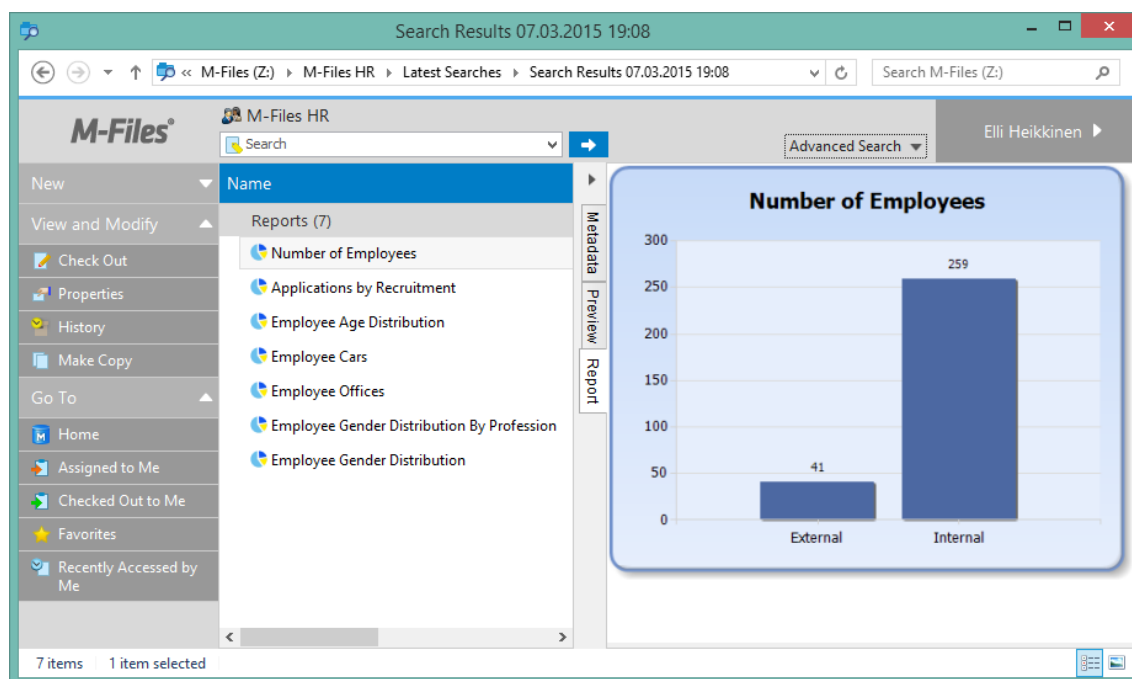 Search Results 07.03.2015 19:08
« M-Files (Z:) M-Files HR Latest Searches Search Results 07.03.2015 19:08
Search M-Files (Z:)
M-Files®
M-Files HR
Search
Advanced Search
Elli Heikkinen
New
View and Modify
Check Out
Properties
History
Make Copy
Go To
Home
Assigned to Me
Checked Out to Me
Favorites
Recently Accessed by
Me
Name
Reports (7)
Number of Employees
Applications by Recruitment
Employee Age Distribution
Employee Cars
Employee Offices
Employee Gender Distribution By Profession
Employee Gender Distribution
Metadata
Preview
Report
Number of Employees
300
250
200
150
100
50
0
41
259
External
Internal
7 items 1 item selected